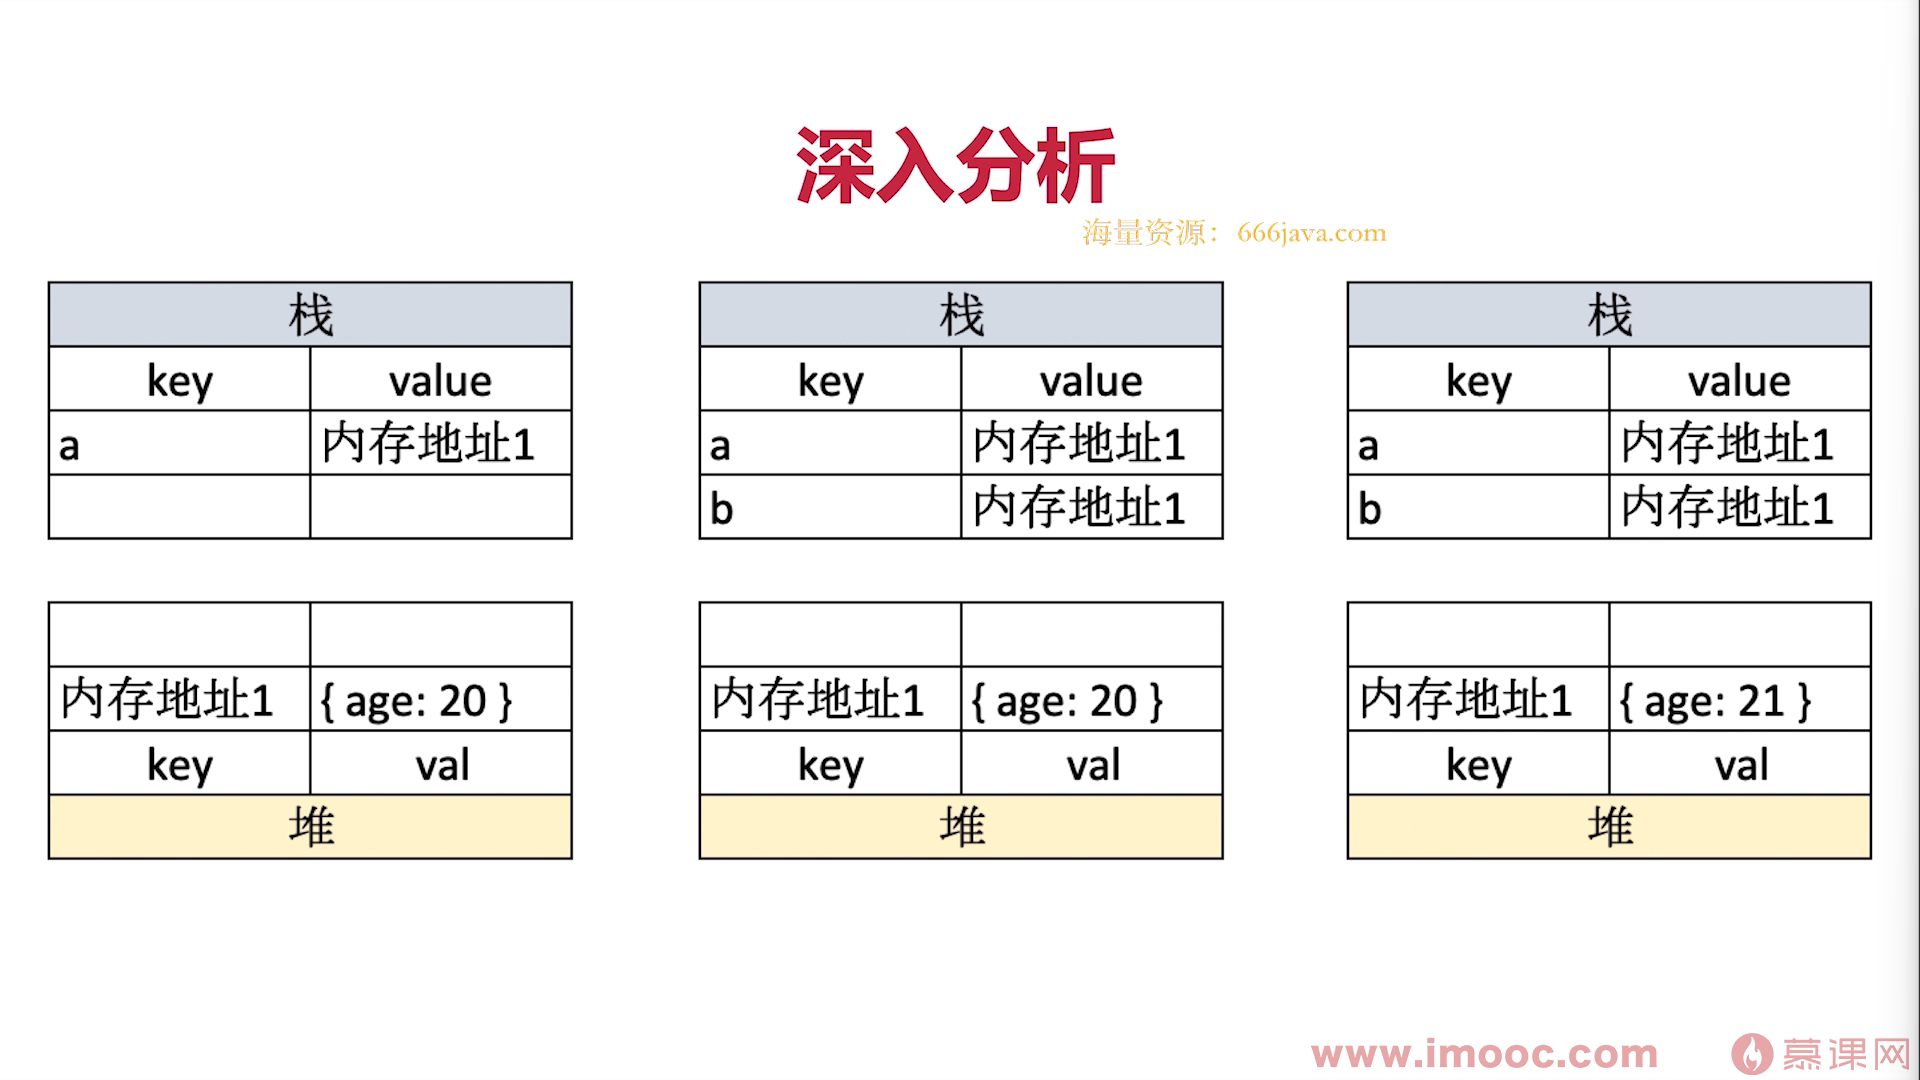 深入分析
海量资源：666java.com
栈
key value
a 内存地址1
内存地址1 { age: 20 }
key val
堆
栈
key value
a 内存地址1
b 内存地址1
内存地址1 { age: 20 }
key val
堆
栈
key value
a 内存地址1
b 内存地址1
内存地址1 { age: 21 }
key val
堆
www.imooc.com 慕课网